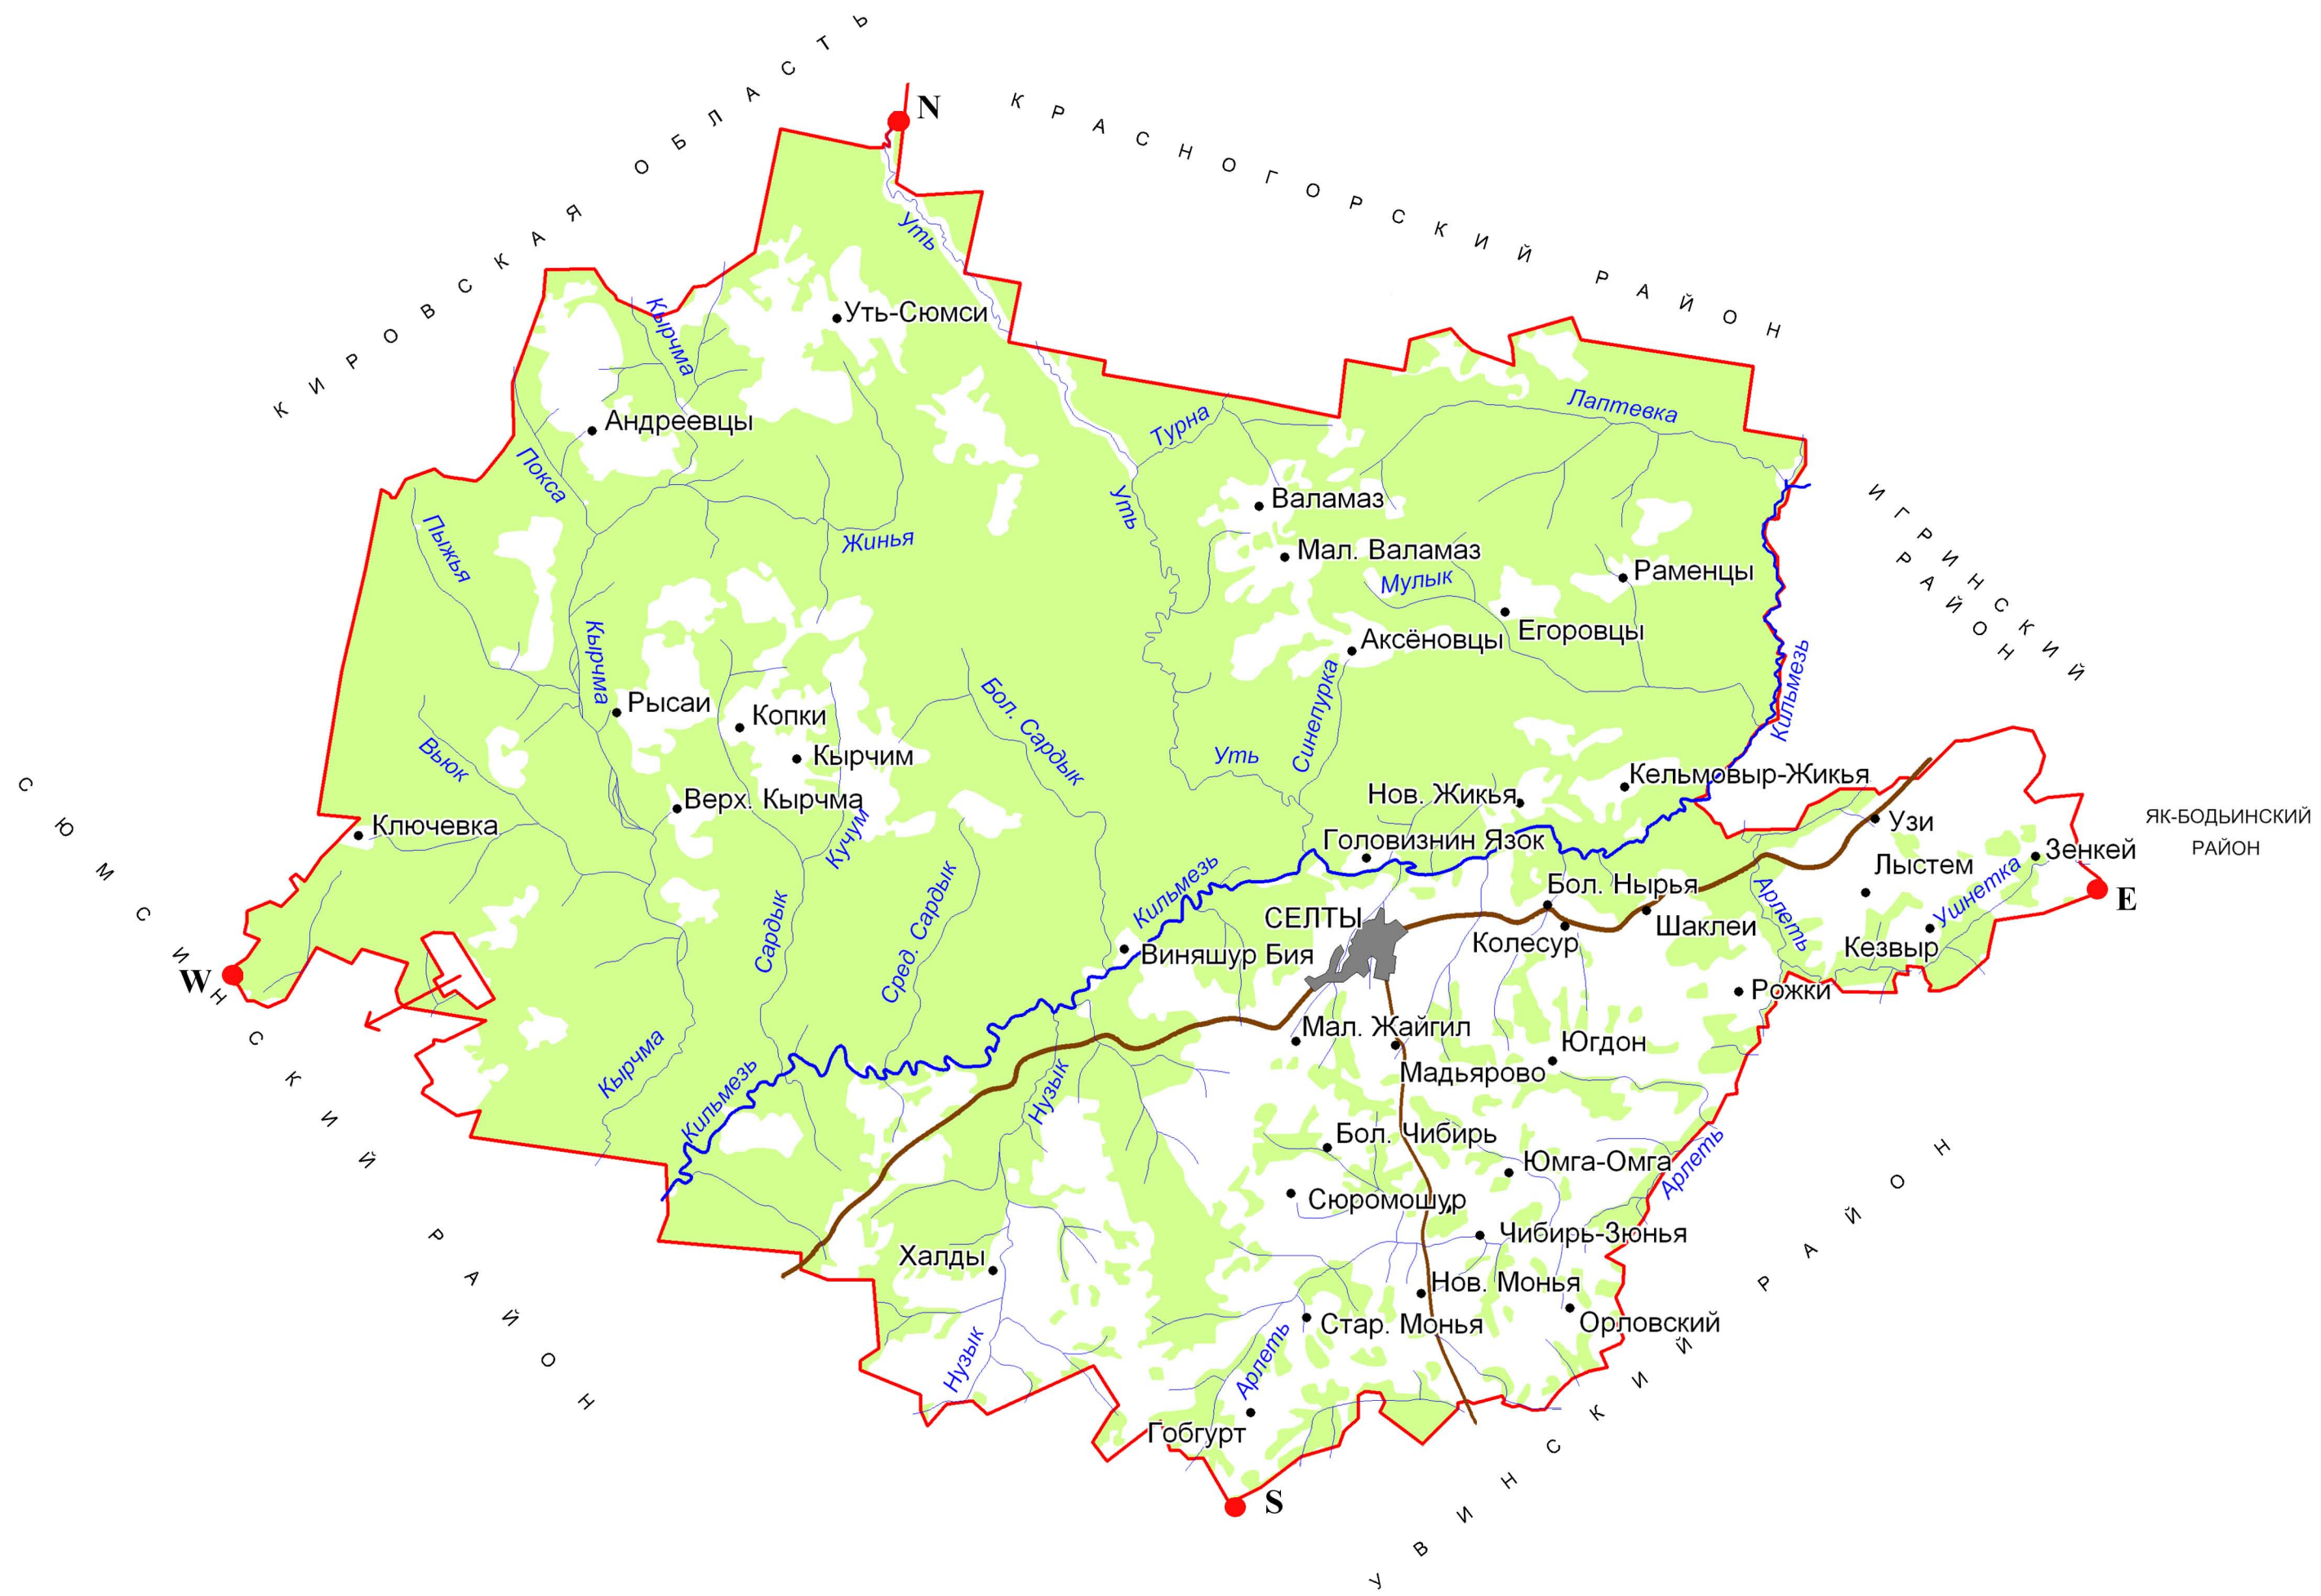 КИРОВСКАЯ ОБЛАСТЬ
N
КРАСНОГОРСКИЙ РАЙОН
Уть
Кырчма
Уть-Сюмси
Андреевцы
Покса
Турна
Лаптевка
Пыжья
Уть
Валамаз
Жинья
Мал. Валамаз
Мулык
Раменцы
ИГРИНСКИЙ
РАЙОН
Егоровцы
Аксёновцы
Кырчма
Рысаи
Копки
Бол. Сардык
Синепурка
Кильмезь
Вьюк
Кырчим
Уть
Кельмовыр-Жикья
Нов. Жикья
Верх. Кырчма
Ключевка
Кучум
Головизнин Язок
Узи
ЯК-БОДЬИНСКИЙ
РАЙОН
Зенкей
Лыстем
Бол. Нырья
Кильмезь
Сред. Сардык
Сардык
СЕЛТЫ
Шаклеи
Арлеть
Ушнетка
E
Колесур
Кезвыр
Виняшур Бия
W
СЮМСИНСКИЙ РАЙОН
Рожки
Мал. Жайгил
Югдон
Мадьярово
Кырчма
Кильмезь
Нузык
Бол. Чибирь
Юмга-Омга
Арлеть
Сюромошур
Чибирь-Зюнья
Халды
Нов. Монья
Стар. Монья
Орловский
Нузык
Арлеть
Гобгурт
S
УВИНСКИЙ РАЙОН